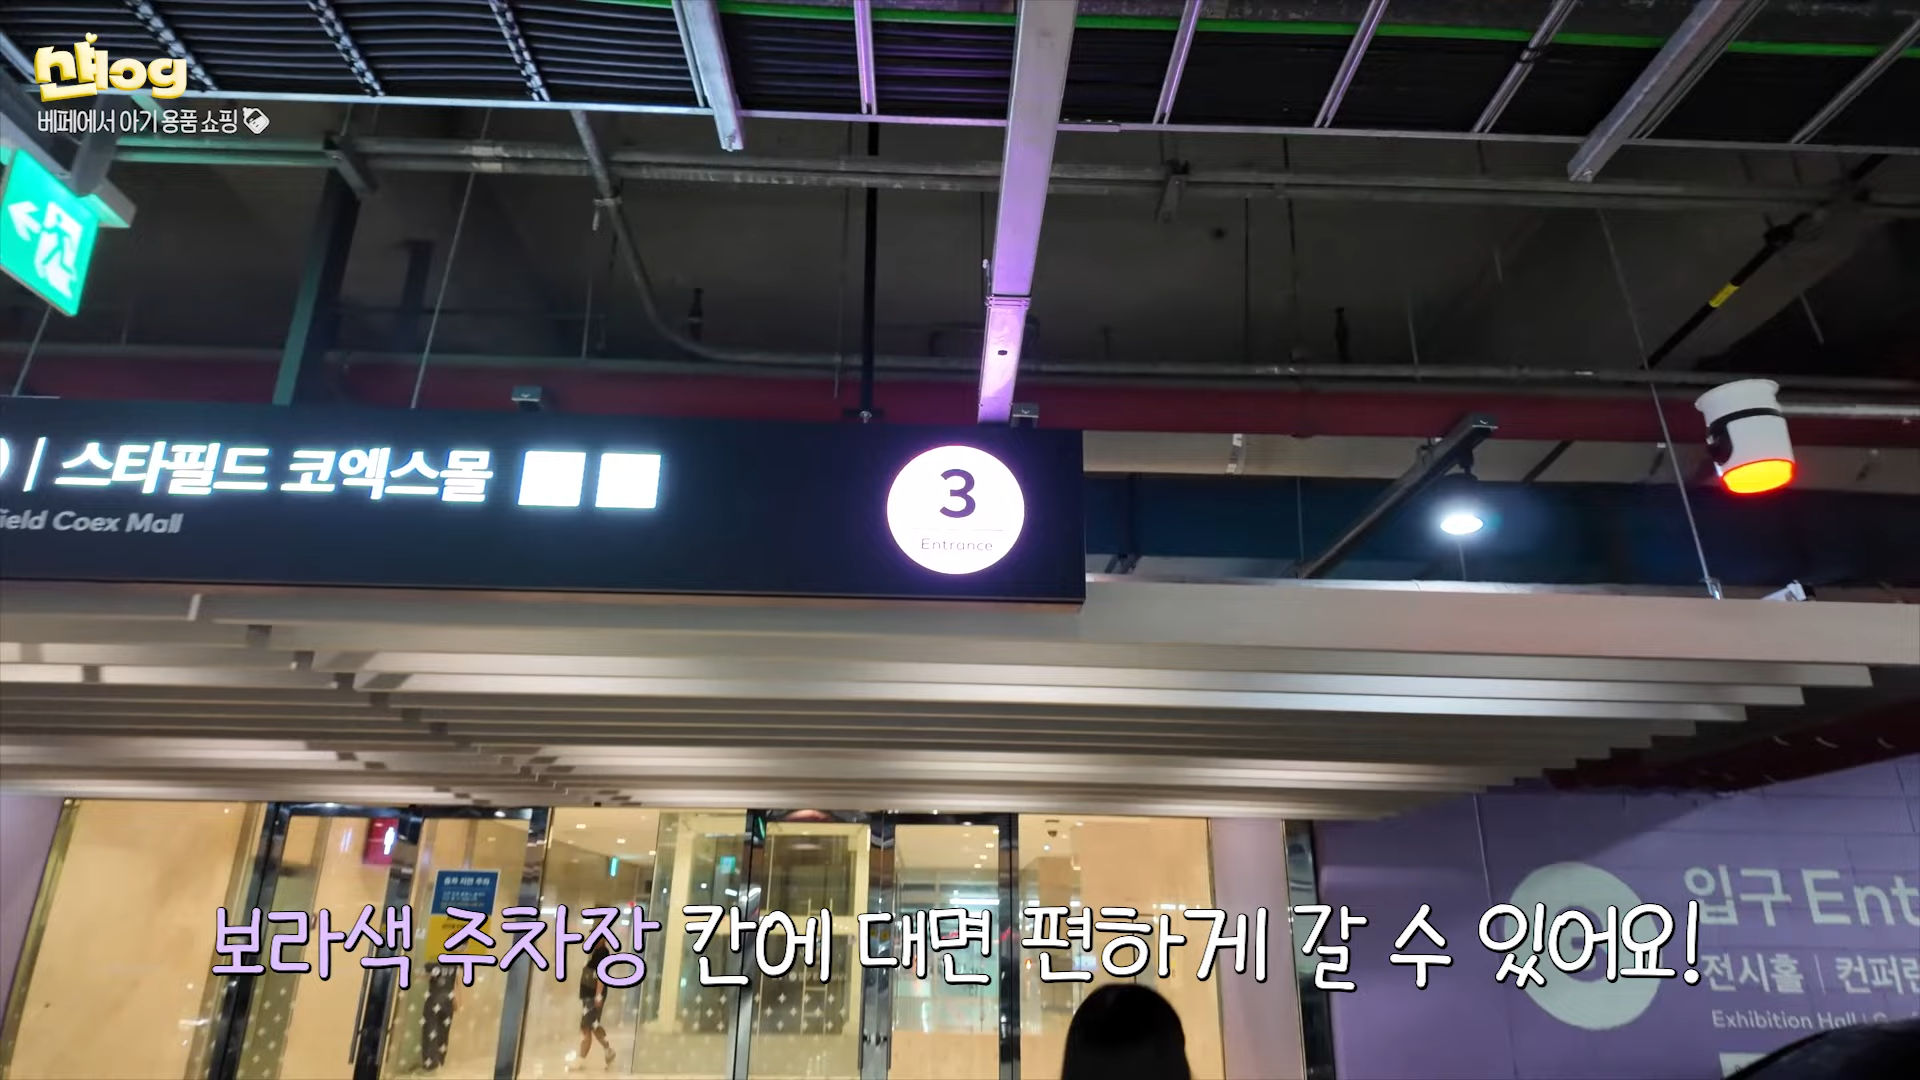 냔log
베페에서 아기 용품 쇼핑
) | 스타필드 코엑스몰
ield Coex Mall
3
Entrance
입구 Ent
전시홀 | 컨퍼런
Exhibition Hall
보라색 주차장 칸에 대면 편하게 갈 수 있어요!